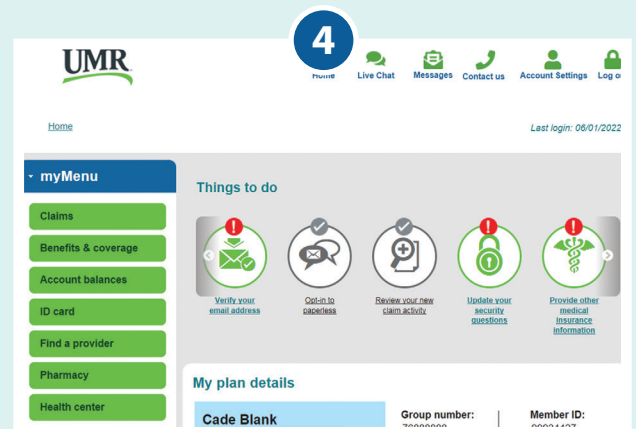 4
UMR
Home
Live Chat
Messages
Contact us
Account Settings
Log o
Home
Last login: 06/01/2022
myMenu
Claims
Benefits & coverage
Account balances
ID card
Find a provider
Pharmacy
Health center
Things to do
Verify your
email address
Opt-in to
paperless
Review your new
claim activity
Update your
security
questions
Provide other
medical
insurance
information
My plan details
Cade Blank
Group number:
Member ID: